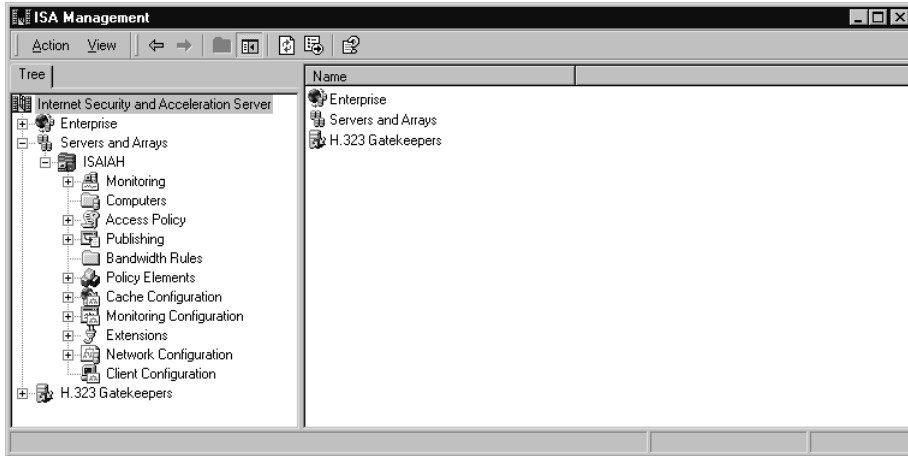 ISA Management
Action View
Tree
Name
Internet Security and Acceleration Server
Enterprise
Servers and Arrays
ISAIAH
Monitoring
Computers
Access Policy
Publishing
Bandwidth Rules
Policy Elements
Cache Configuration
Monitoring Configuration
Extensions
Network Configuration
Client Configuration
H.323 Gatekeepers
Enterprise
Servers and Arrays
H.323 Gatekeepers